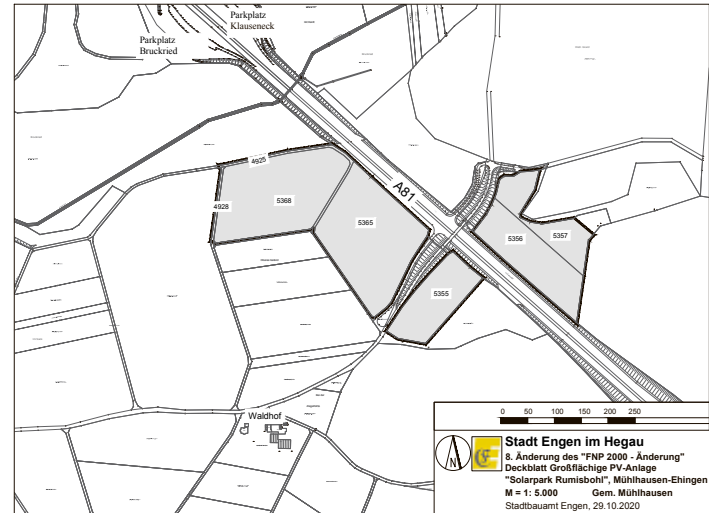 Parkplatz
Klauseneck
Parkplatz
Bruckried
4925
A81
4928
5368
5365
5356
5357
5355
Waldhof
0 50 100 150 200 250
Stadt Engen im Hegau
8. Änderung des "FNP 2000 - Änderung"
Deckblatt Großflächige PV-Anlage
"Solarpark Rumisbohl", Mühlhausen-Ehingen
M = 1: 5.000 Gem. Mühlhausen
Stadtbauamt Engen, 29.10.2020
N